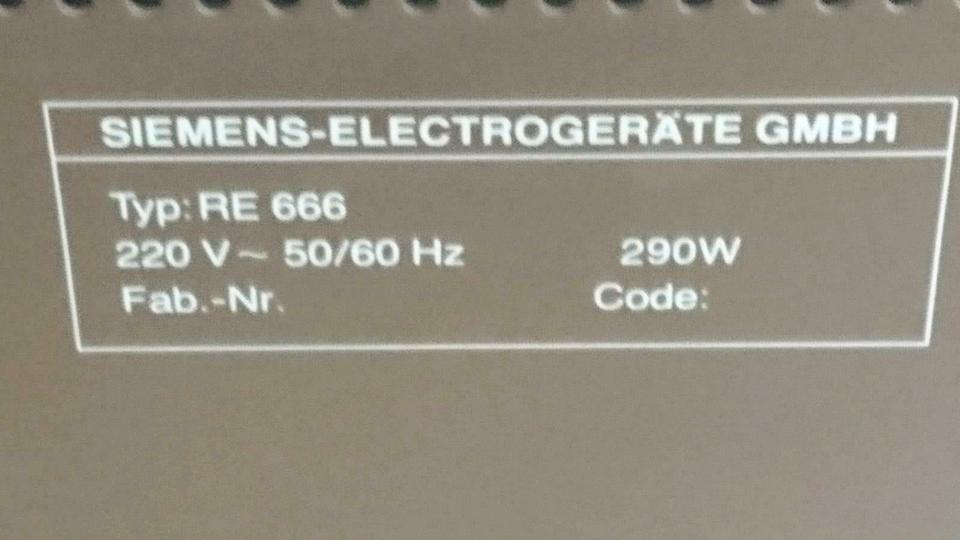 SIEMENS-ELECTROGERÄTE GMBH
Typ: RE 666
220 V ~ 50/60 Hz 290W
Fab.-Nr. Code: